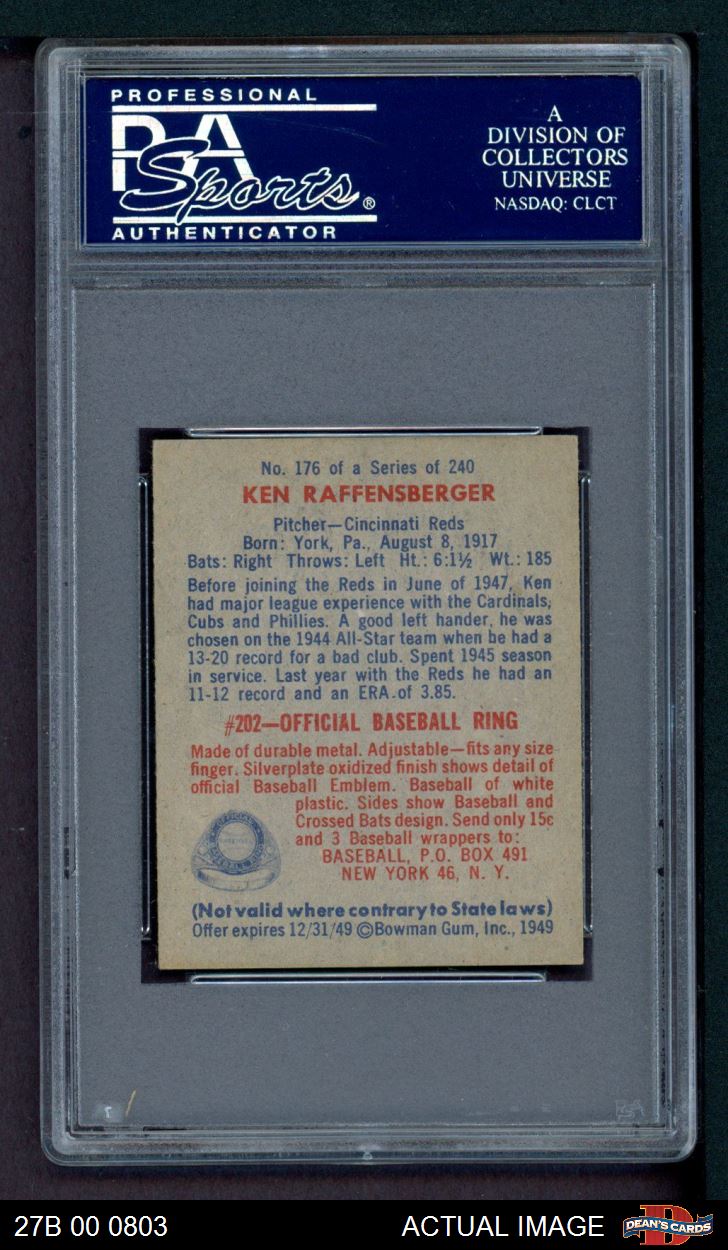 PROFESSIONAL
PSA
Sports®
AUTHENTICATOR
A
DIVISION OF
COLLECTORS
UNIVERSE
NASDAQ: CLCT
No. 176 of a Series of 240
KEN RAFFENSBERGER
Pitcher—Cincinnati Reds
Born: York, Pa., August 8, 1917
Bats: Right Throws: Left Ht.: 6:1½ Wt.: 185
Before joining the Reds in June of 1947, Ken
had major league experience with the Cardinals,
Cubs and Phillies. A good left hander, he was
chosen on the 1944 All-Star team when he had a
13-20 record for a bad club. Spent 1945 season
in service. Last year with the Reds he had an
11-12 record and an ERA of 3.85.
#202—OFFICIAL BASEBALL RING
Made of durable metal. Adjustable—fits any size
finger. Silverplate oxidized finish shows detail of
official Baseball Emblem. Baseball of white
plastic. Sides show Baseball and
Crossed Bats design. Send only 15c
and 3 Baseball wrappers to:
BASEBALL, P.O. BOX 491
NEW YORK 46, N. Y.
OFFICIAL
(Not valid where contrary to State laws)
Offer expires 12/31/49 ©Bowman Gum, Inc., 1949
PSA
27B 00 0803
ACTUAL IMAGE
D
DEAN'S CARDS